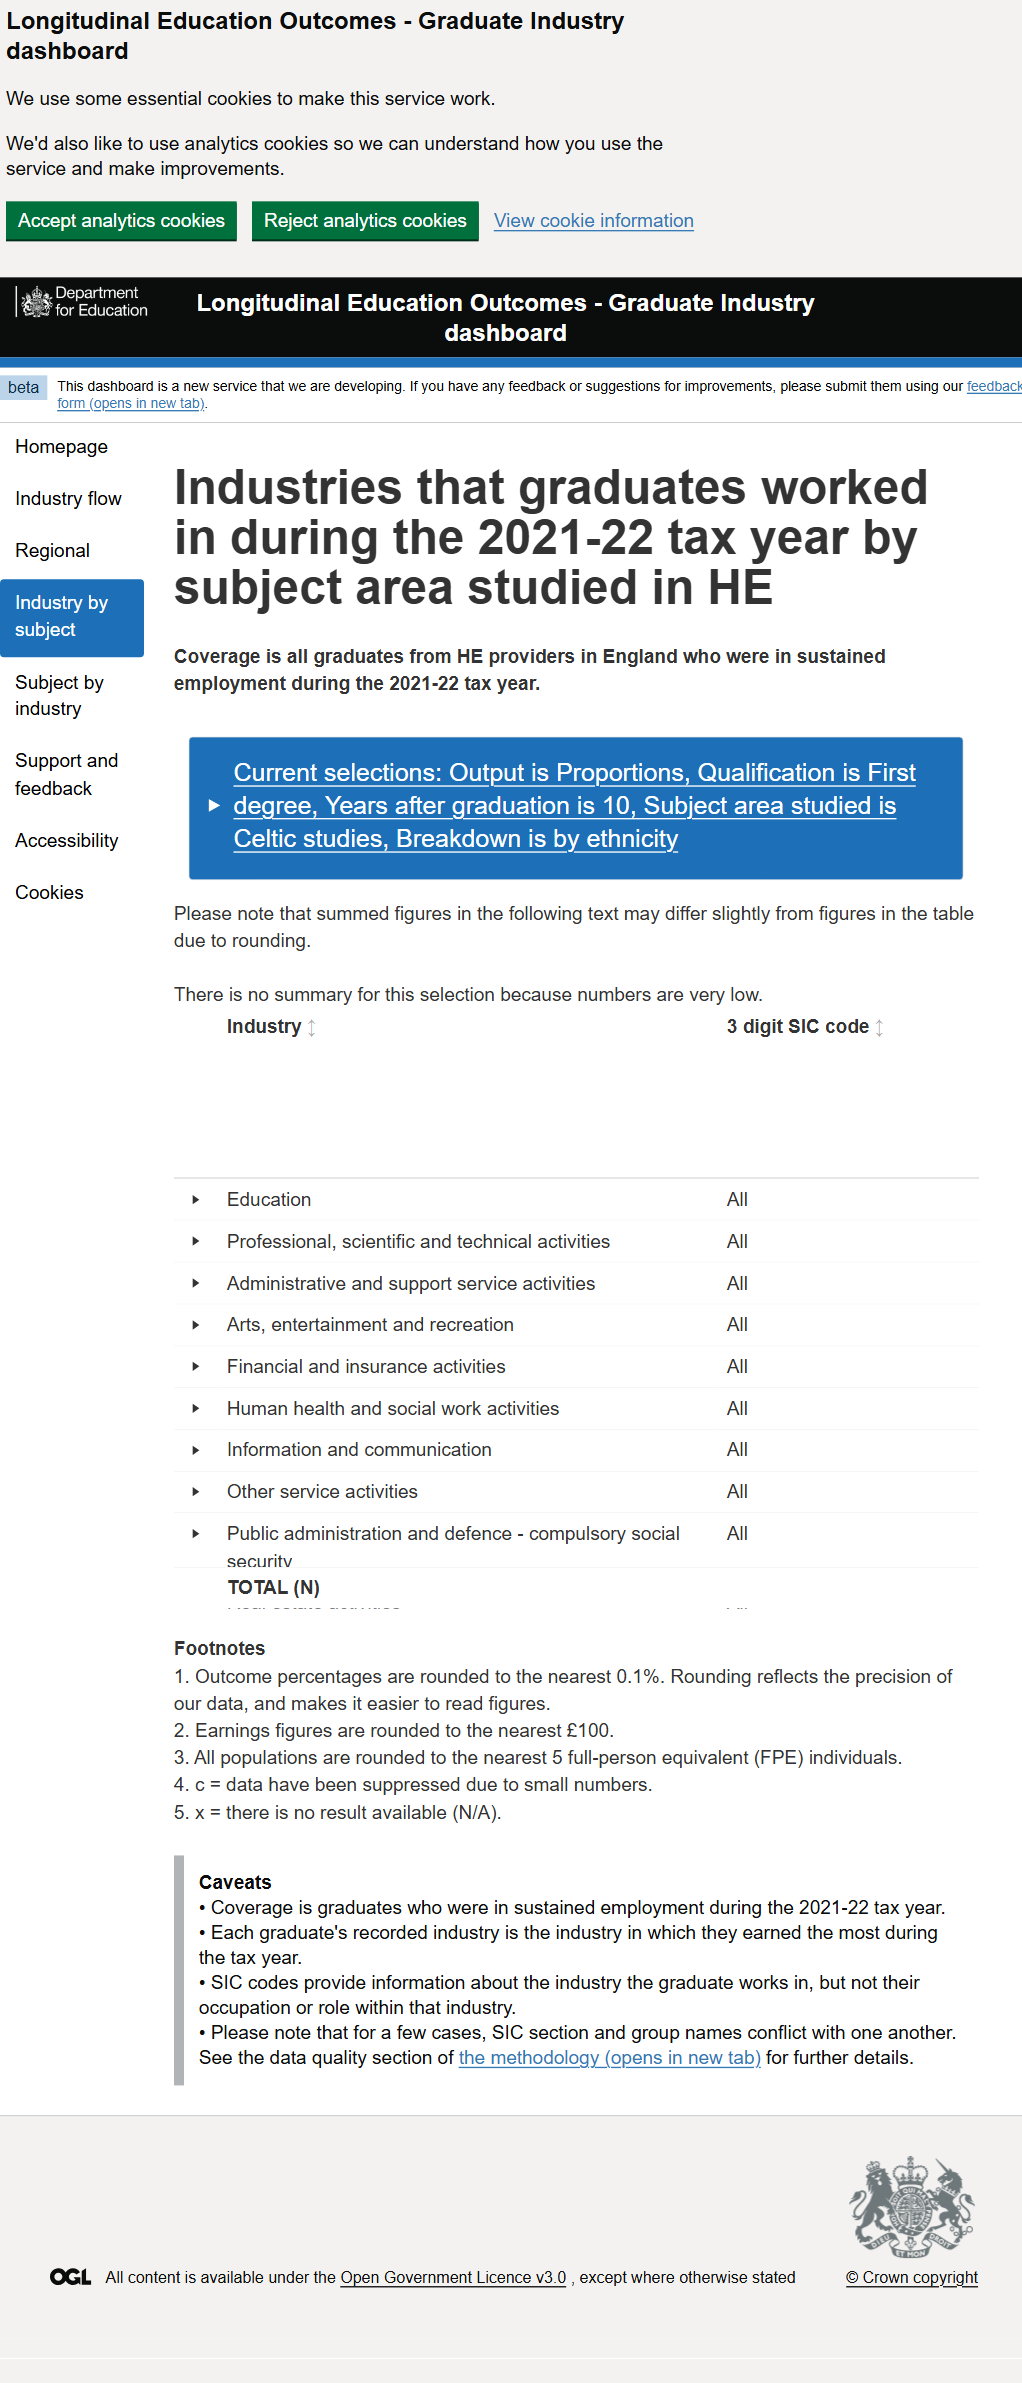 Longitudinal Education Outcomes - Graduate Industry
dashboard
We use some essential cookies to make this service work.
We'd also like to use analytics cookies so we can understand how you use the
service and make improvements.
Accept analytics cookies
Reject analytics cookies
View cookie information
Department
for Education
Longitudinal Education Outcomes - Graduate Industry
dashboard
beta
This dashboard is a new service that we are developing. If you have any feedback or suggestions for improvements, please submit them using our feedback
form (opens in new tab).
Homepage
Industry flow
Regional
Industry by
subject
Subject by
industry
Support and
feedback
Accessibility
Cookies
Industries that graduates worked
in during the 2021-22 tax year by
subject area studied in HE
Coverage is all graduates from HE providers in England who were in sustained
employment during the 2021-22 tax year.
Current selections: Output is Proportions, Qualification is First
degree, Years after graduation is 10, Subject area studied is
Celtic studies, Breakdown is by ethnicity
Please note that summed figures in the following text may differ slightly from figures in the table
due to rounding.
There is no summary for this selection because numbers are very low.
Industry 3 digit SIC code
Education All
Professional, scientific and technical activities All
Administrative and support service activities All
Arts, entertainment and recreation All
Financial and insurance activities All
Human health and social work activities All
Information and communication All
Other service activities All
Public administration and defence - compulsory social All
security
TOTAL (N)
Footnotes
1. Outcome percentages are rounded to the nearest 0.1%. Rounding reflects the precision of
our data, and makes it easier to read figures.
2. Earnings figures are rounded to the nearest £100.
3. All populations are rounded to the nearest 5 full-person equivalent (FPE) individuals.
4. c = data have been suppressed due to small numbers.
5. x = there is no result available (N/A).
Caveats
• Coverage is graduates who were in sustained employment during the 2021-22 tax year.
• Each graduate's recorded industry is the industry in which they earned the most during
the tax year.
• SIC codes provide information about the industry the graduate works in, but not their
occupation or role within that industry.
• Please note that for a few cases, SIC section and group names conflict with one another.
See the data quality section of the methodology (opens in new tab) for further details.
OGL All content is available under the Open Government Licence v3.0 , except where otherwise stated
© Crown copyright